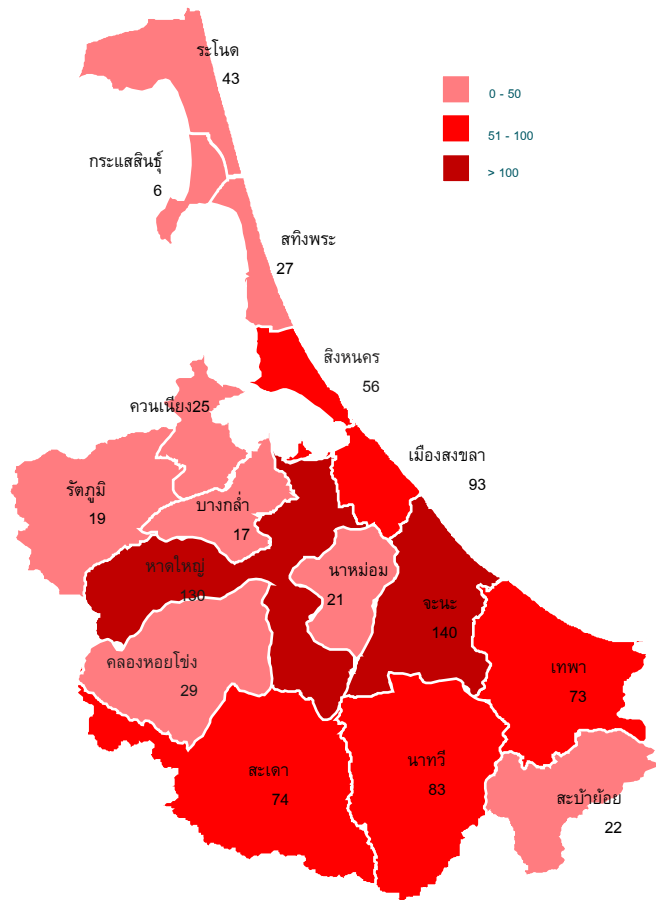 ระโนด
43
0 - 50
51 - 100
> 100
กระแสสินธุ์
6
สทิงพระ
27
สิงหนคร
56
ควนเนียง25
เมืองสงขลา
93
รัตภูมิ
19
บางกล่ำ
17
หาดใหญ่
130
นาหม่อม
21
จะนะ
140
คลองหอยโข่ง
29
เทพา
73
สะเดา
74
นาทวี
83
สะบ้าย้อย
22